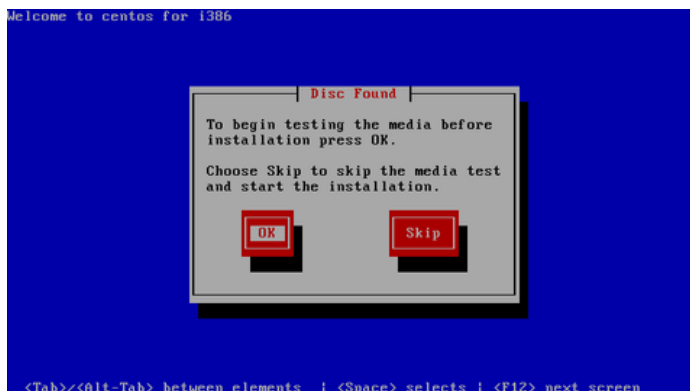 Welcome to centos for i386
Disc Found
To begin testing the media before
installation press OK.
Choose Skip to skip the media test
and start the installation.
OK Skip
<Tab>/<Alt-Tab> between elements | <Space> selects | <F12> next screen